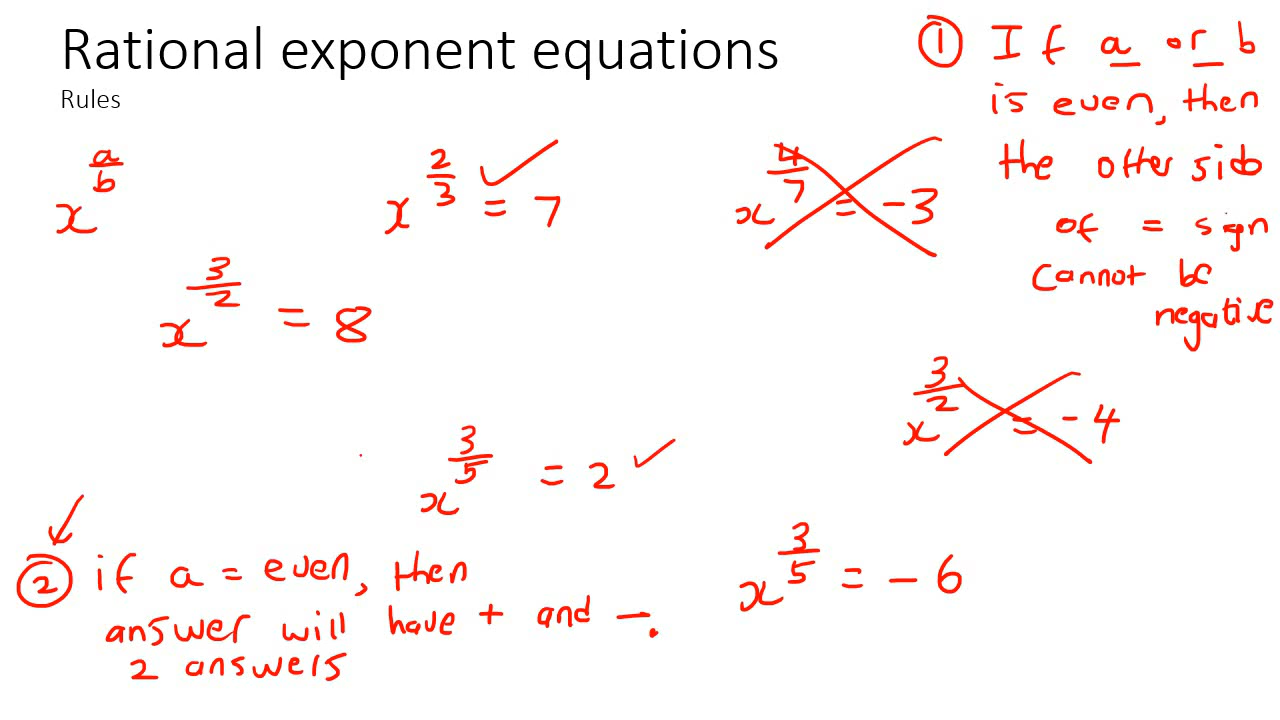 Rational exponent equations
Rules
① If a or b
is even, then
the other side
of = sign
cannot be
negative
x^(a/b)
x^(2/3) = 7
x^(4/7) = -3
x^(3/2) = 8
x^(3/2) = -4
x^(3/5) = 2
② if a = even, then
answer will have + and -.
2 answers
x^(3/5) = -6